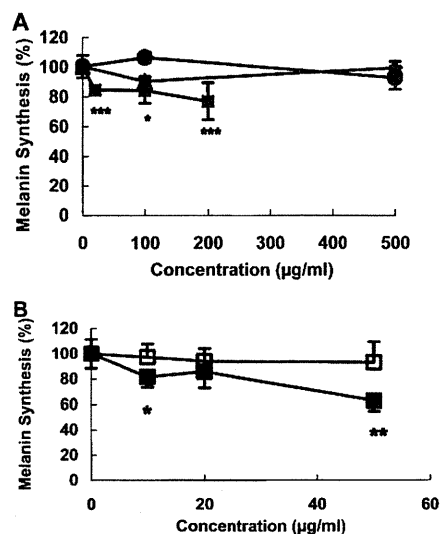 A
Melanin Synthesis (%)
120
100
80
60
40
20
0
***
*
***
0 100 200 300 400 500
Concentration (µg/ml)
B
Melanin Synthesis (%)
120
100
80
60
40
20
0
*
**
0 20 40 60
Concentration (µg/ml)